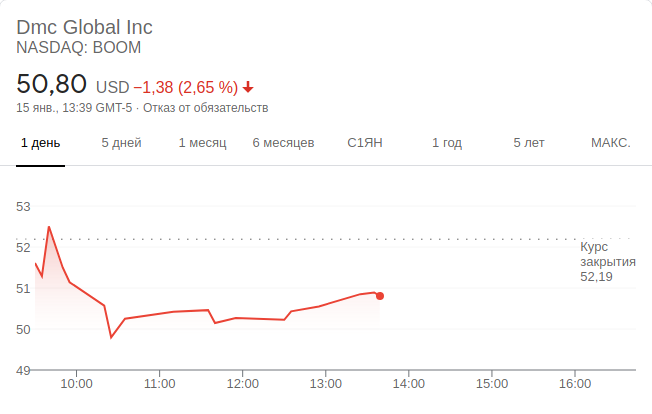 Dmc Global Inc
NASDAQ: BOOM
50,80 USD −1,38 (2,65 %)
15 янв., 13:39 GMT-5 · Отказ от обязательств
1 день 5 дней 1 месяц 6 месяцев С1ЯН 1 год 5 лет МАКС.
53
52
51
50
49
Курс
закрытия
52,19
10:00 11:00 12:00 13:00 14:00 15:00 16:00